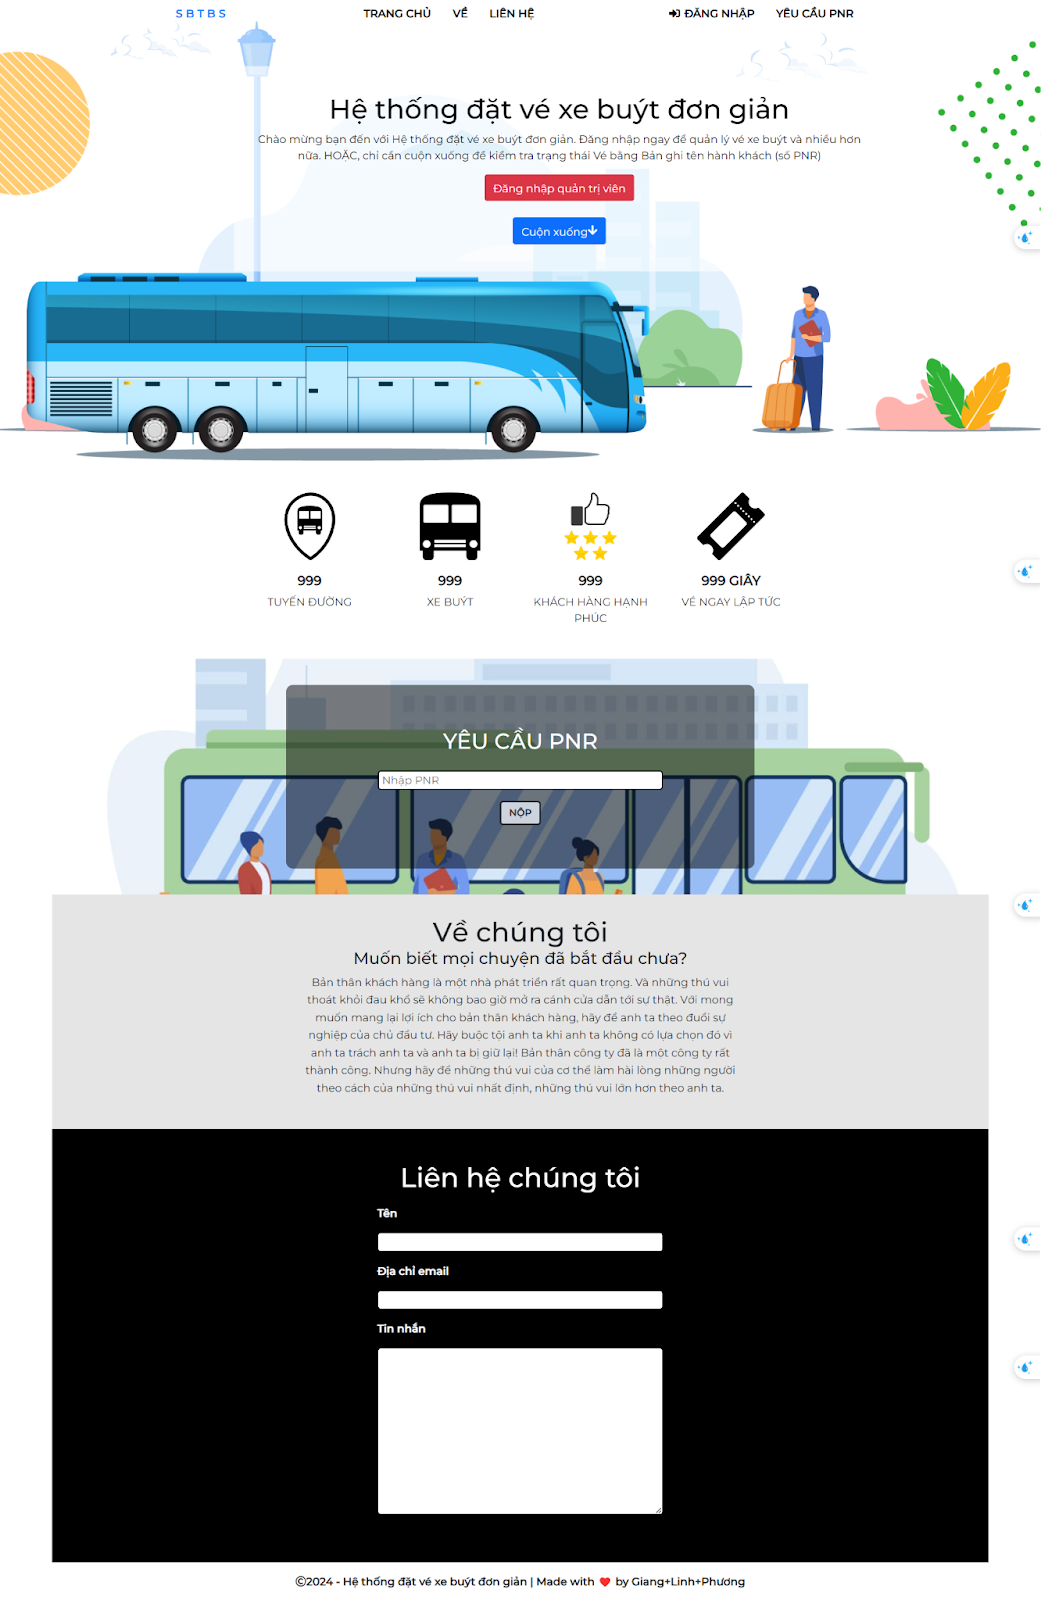 SBTBS
TRANG CHỦ VỀ LIÊN HỆ
ĐĂNG NHẬP YÊU CẦU PNR
Hệ thống đặt vé xe buýt đơn giản
Chào mừng bạn đến với Hệ thống đặt vé xe buýt đơn giản. Đăng nhập ngay để quản lý vé xe buýt và nhiều hơn
nữa. HOẶC, chỉ cần cuộn xuống để kiểm tra trạng thái Vé bằng Bản ghi tên hành khách (số PNR)
Đăng nhập quản trị viên
Cuộn xuống
999
TUYẾN ĐƯỜNG
999
XE BUÝT
999
KHÁCH HÀNG HẠNH
PHÚC
999 GIÂY
VÉ NGAY LẬP TỨC
YÊU CẦU PNR
Nhập PNR
NỘP
Về chúng tôi
Muốn biết mọi chuyện đã bắt đầu chưa?
Bản thân khách hàng là một nhà phát triển rất quan trọng. Và những thú vui
thoát khỏi đau khổ sẽ không bao giờ mở ra cánh cửa dẫn tới sự thật. Với mong
muốn mang lại lợi ích cho bản thân khách hàng, hãy để anh ta theo đuổi sự
nghiệp của chủ đầu tư. Hãy buộc tội anh ta khi anh ta không có lựa chọn đó vì
anh ta trách anh ta và anh ta bị giữ lại! Bản thân công ty đã là một công ty rất
thành công. Nhưng hãy để những thú vui của cơ thể làm hài lòng những người
theo cách của những thú vui nhất định, những thú vui lớn hơn theo anh ta.
Liên hệ chúng tôi
Tên
Địa chỉ email
Tin nhắn
©2024 - Hệ thống đặt vé xe buýt đơn giản | Made with ❤ by Giang+Linh+Phương